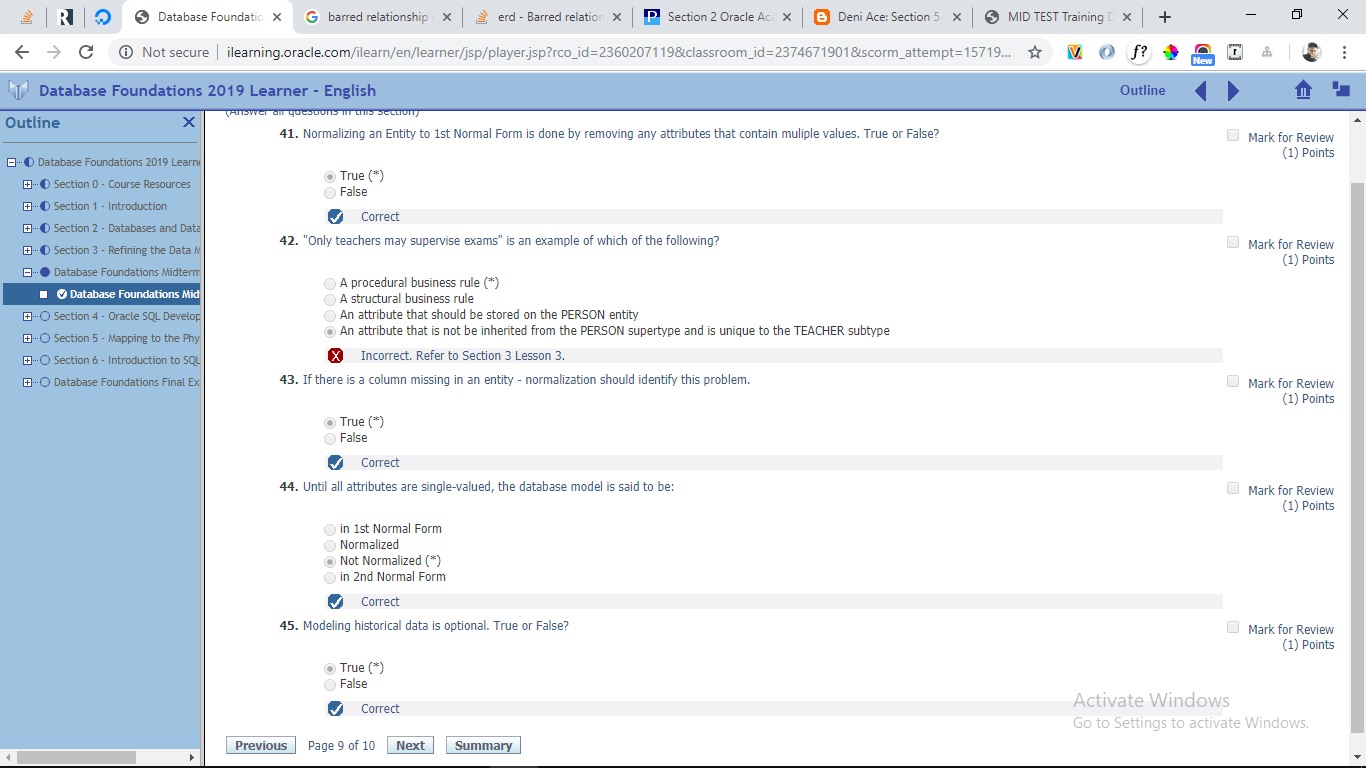 Database Foundatio
barred relationship
erd - Barred relation
Section 2 Oracle Aca
Deni Ace: Section 5
MID TEST Training D
Not secure
ilearning.oracle.com/ilearn/en/learner/jsp/player.jsp?rco_id=2360207119&classroom_id=2374671901&scorm_attempt=15719...
f?
New
Database Foundations 2019 Learner - English
Outline
Outline
Database Foundations 2019 Learne
Section 0 - Course Resources
Section 1 - Introduction
Section 2 - Databases and Data
Section 3 - Refining the Data M
Database Foundations Midterm
Database Foundations Mid
Section 4 - Oracle SQL Develop
Section 5 - Mapping to the Phy
Section 6 - Introduction to SQL
Database Foundations Final Ex
(Answer all questions in this section)
41. Normalizing an Entity to 1st Normal Form is done by removing any attributes that contain muliple values. True or False?
Mark for Review
(1) Points
True (*)
False
Correct
42. "Only teachers may supervise exams" is an example of which of the following?
Mark for Review
(1) Points
A procedural business rule (*)
A structural business rule
An attribute that should be stored on the PERSON entity
An attribute that is not be inherited from the PERSON supertype and is unique to the TEACHER subtype
Incorrect. Refer to Section 3 Lesson 3.
43. If there is a column missing in an entity - normalization should identify this problem.
Mark for Review
(1) Points
True (*)
False
Correct
44. Until all attributes are single-valued, the database model is said to be:
Mark for Review
(1) Points
in 1st Normal Form
Normalized
Not Normalized (*)
in 2nd Normal Form
Correct
45. Modeling historical data is optional. True or False?
Mark for Review
(1) Points
True (*)
False
Correct
Activate Windows
Go to Settings to activate Windows.
Previous
Page 9 of 10
Next
Summary